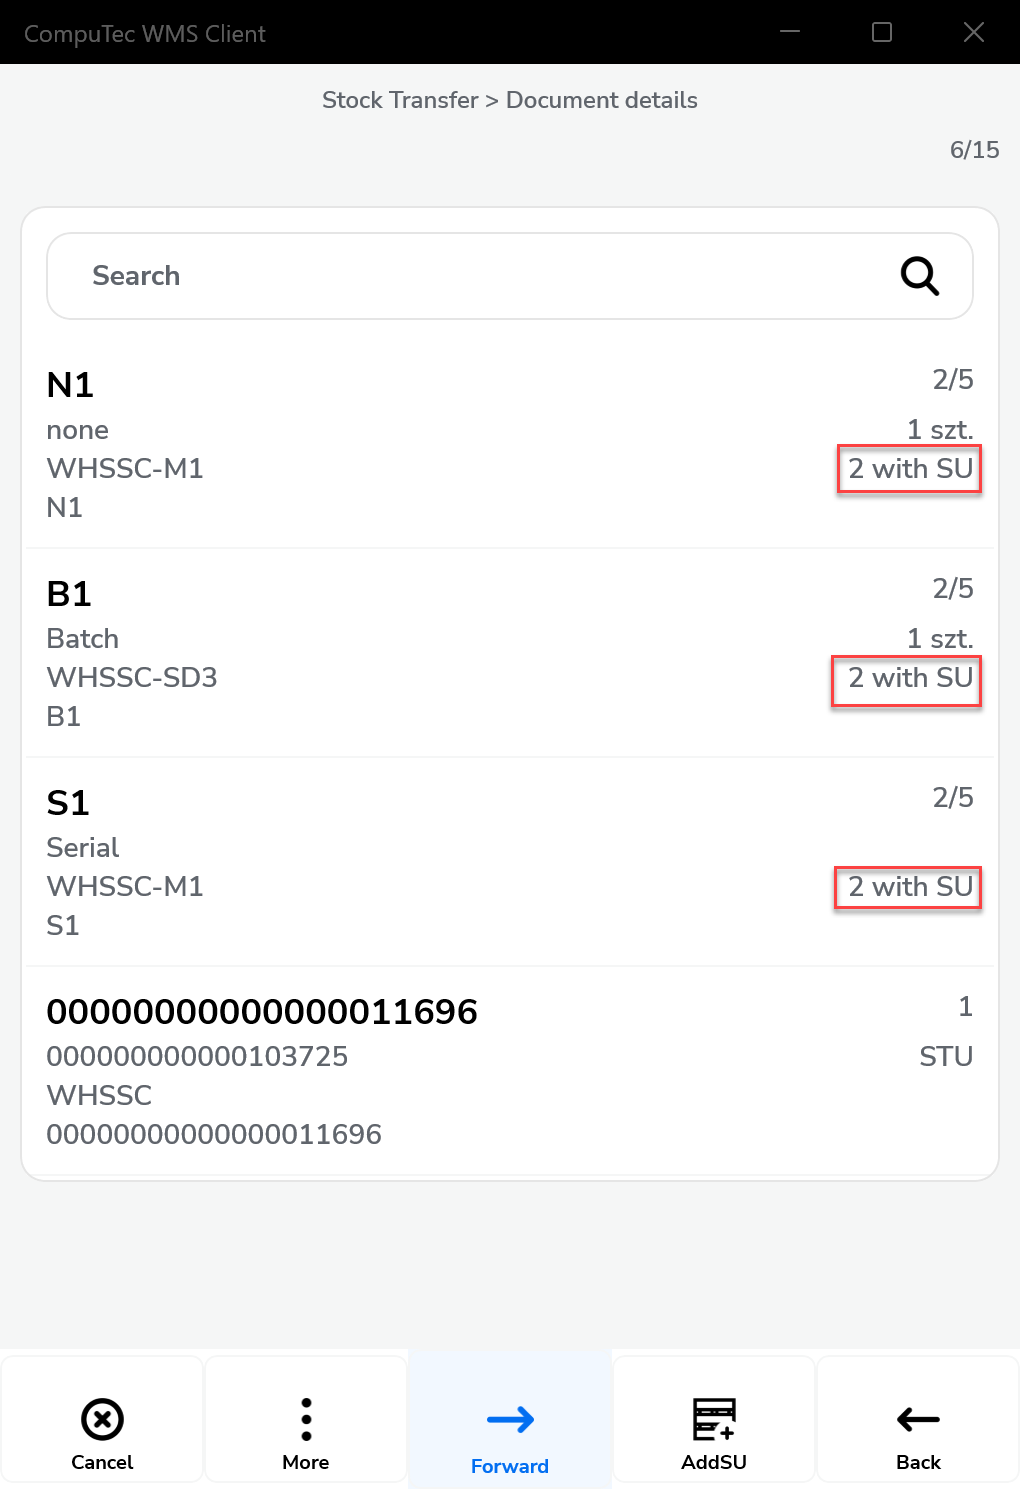 CompuTec WMS Client
Stock Transfer > Document details
6/15
Search
N1
2/5
none
1 szt.
WHSSC-M1
2 with SU
N1
B1
2/5
Batch
1 szt.
WHSSC-SD3
2 with SU
B1
S1
2/5
Serial
WHSSC-M1
2 with SU
S1
00000000000000011696
1
000000000000103725
STU
WHSSC
00000000000000011696
Cancel
More
Forward
AddSU
Back